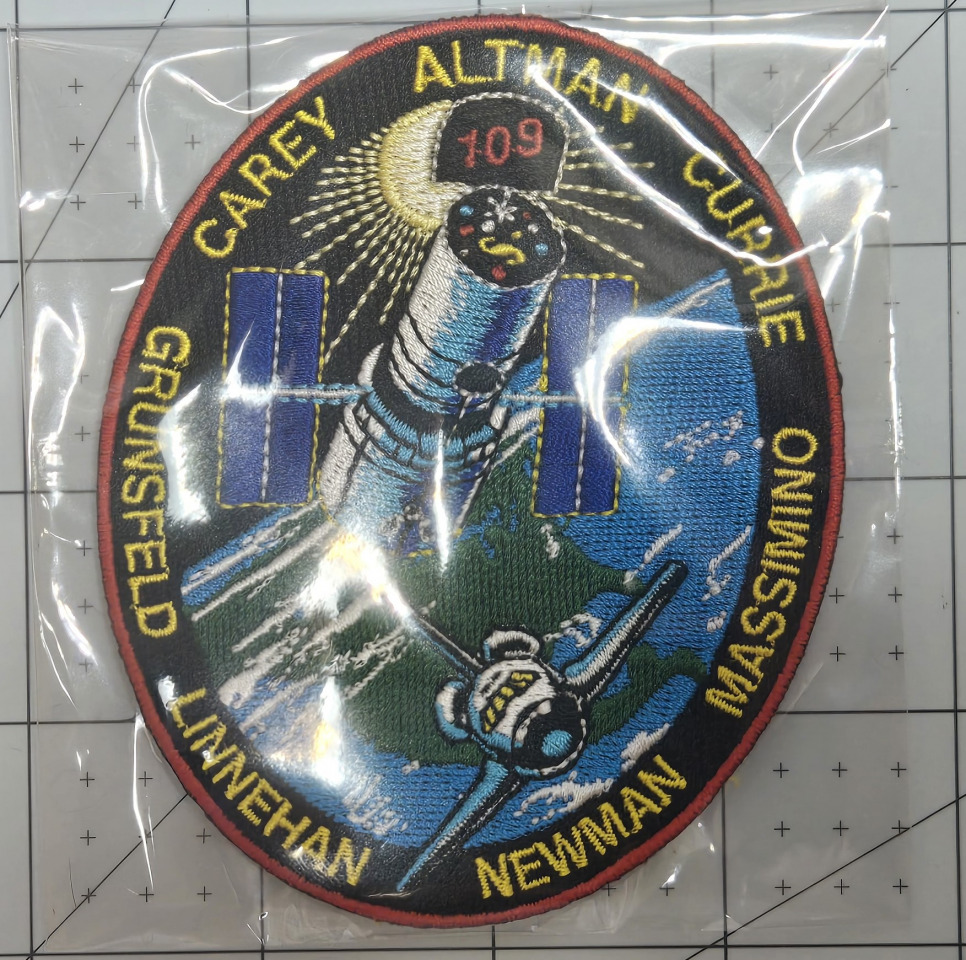 ALTMAN
CAREY
109
CURRIE
GRUNSFELD
MASSIMINO
LINNEHAN
NEWMAN